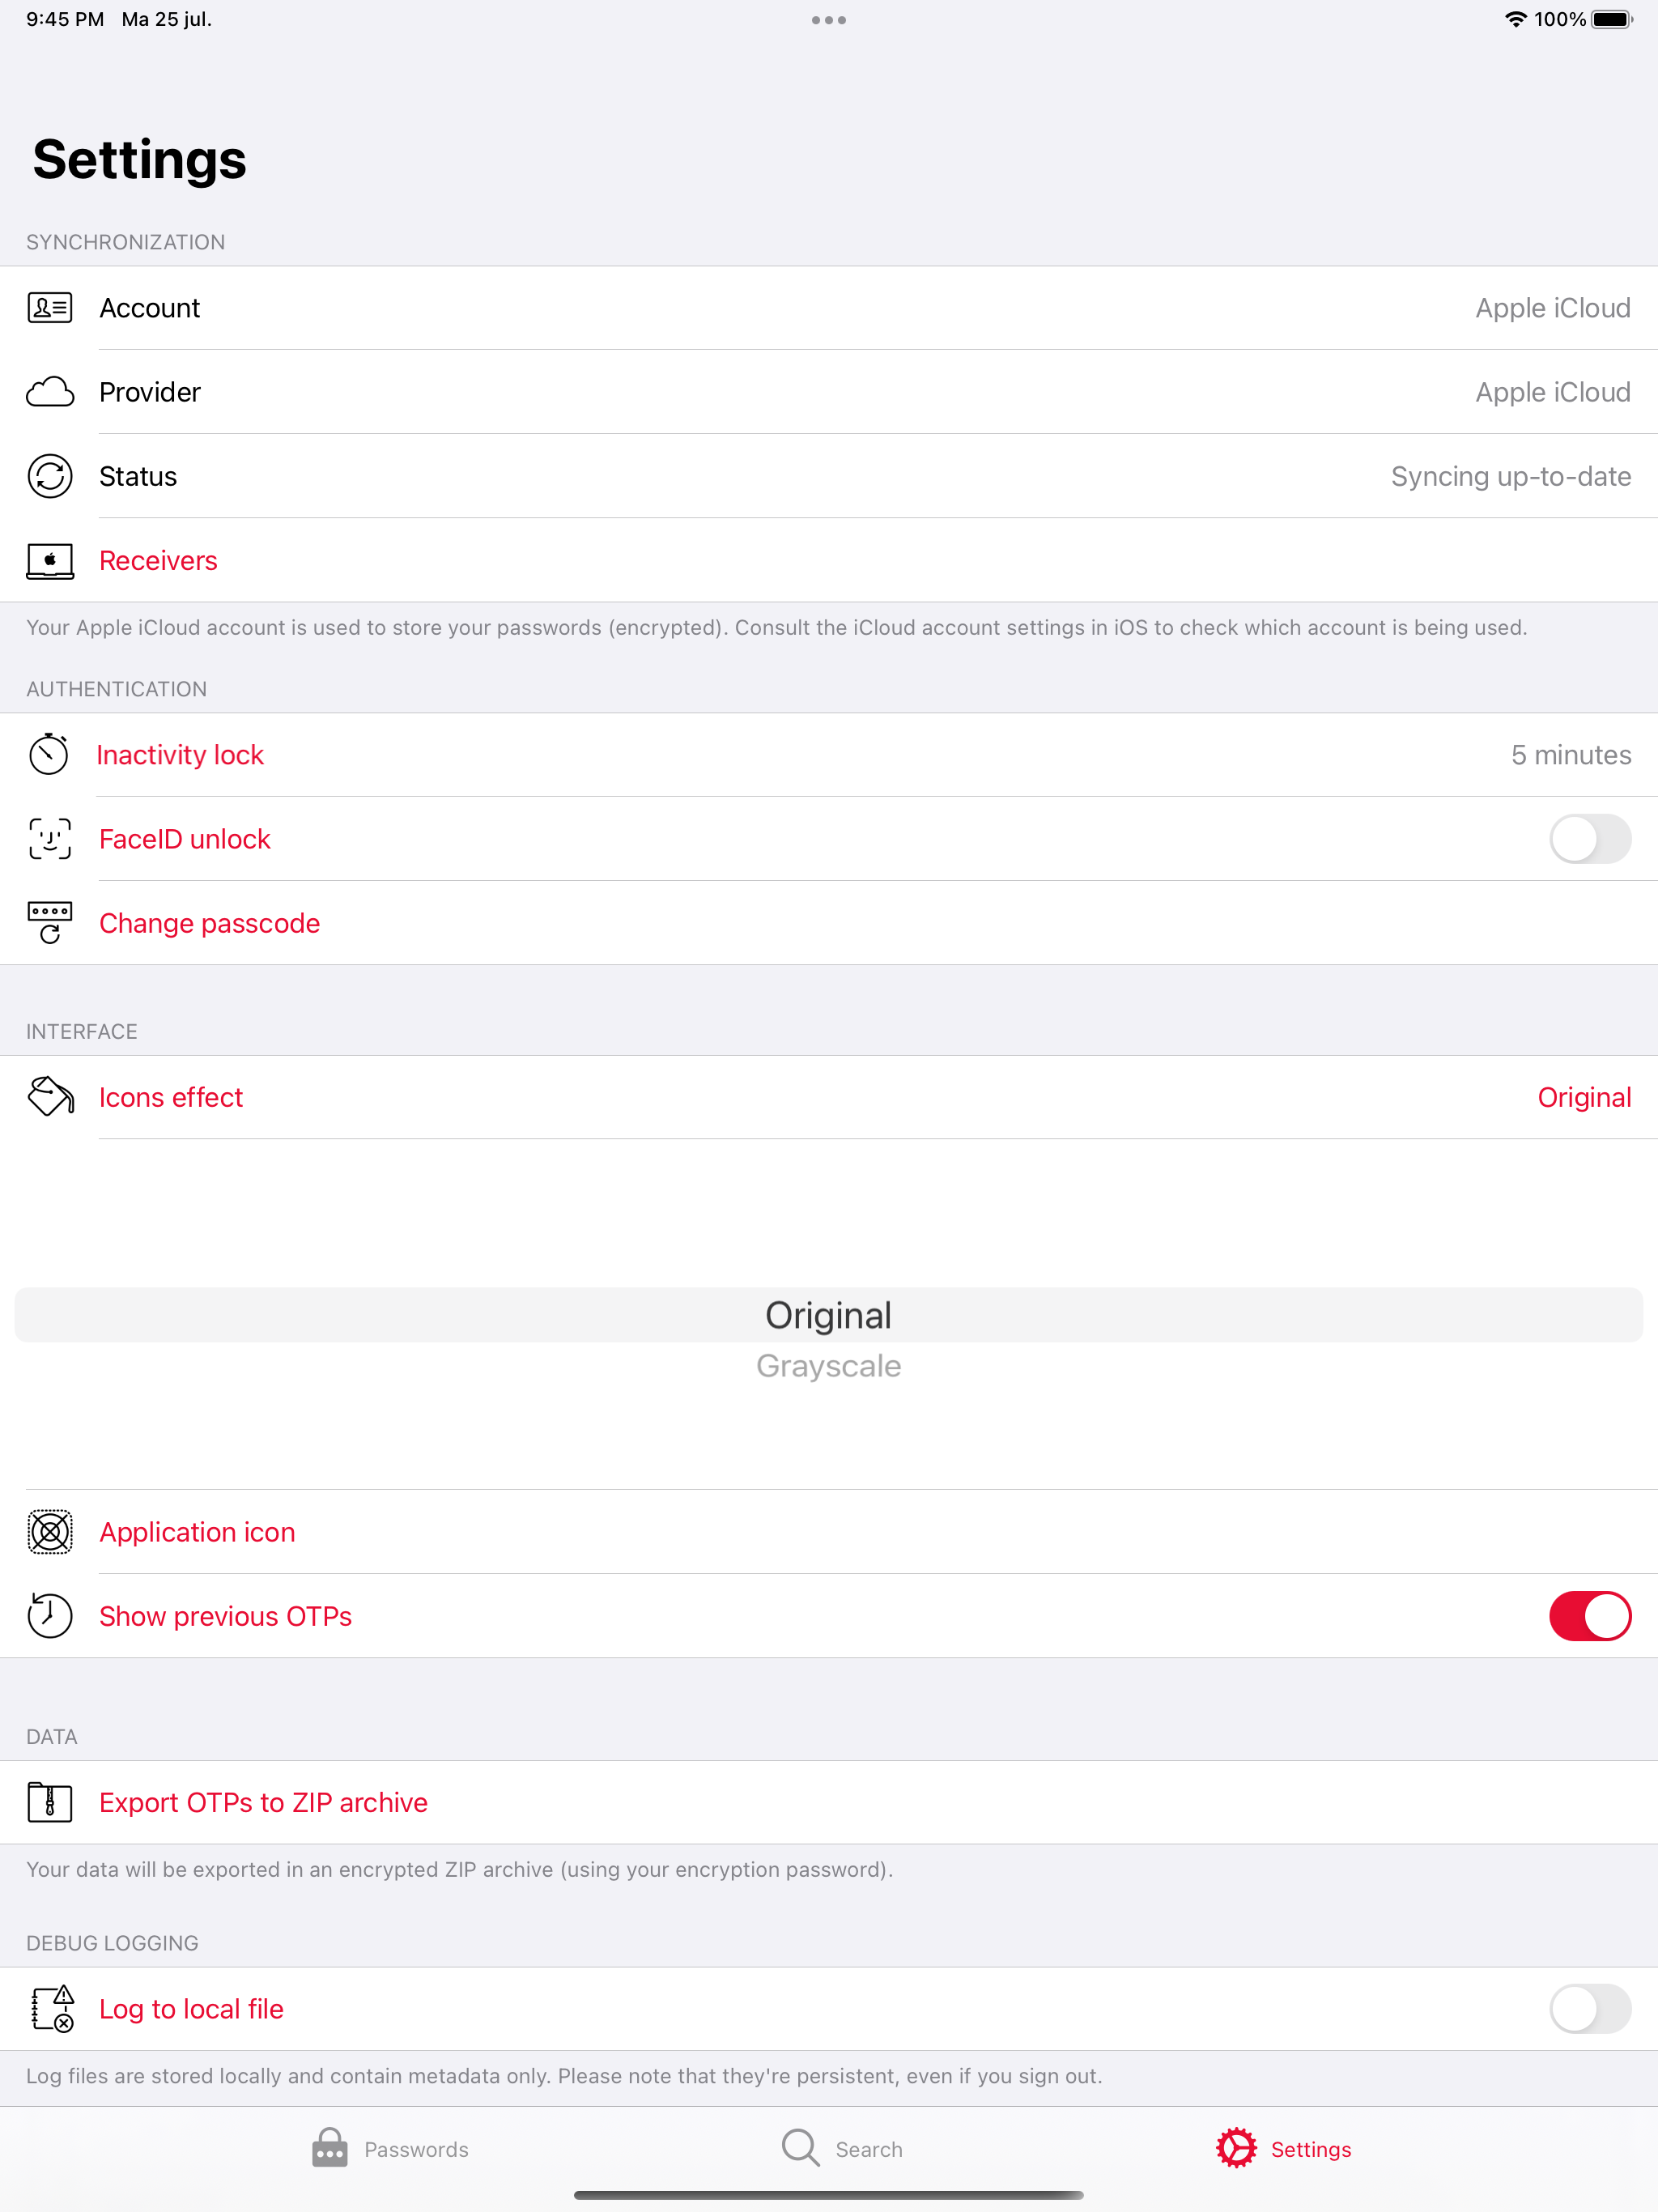 9:45 PM Ma 25 jul.
100%
Settings
SYNCHRONIZATION
Account Apple iCloud
Provider Apple iCloud
Status Syncing up-to-date
Receivers
Your Apple iCloud account is used to store your passwords (encrypted). Consult the iCloud account settings in iOS to check which account is being used.
AUTHENTICATION
Inactivity lock 5 minutes
FaceID unlock
Change passcode
INTERFACE
Icons effect Original
Original
Grayscale
Application icon
Show previous OTPs
DATA
Export OTPs to ZIP archive
Your data will be exported in an encrypted ZIP archive (using your encryption password).
DEBUG LOGGING
Log to local file
Log files are stored locally and contain metadata only. Please note that they're persistent, even if you sign out.
Passwords Search Settings